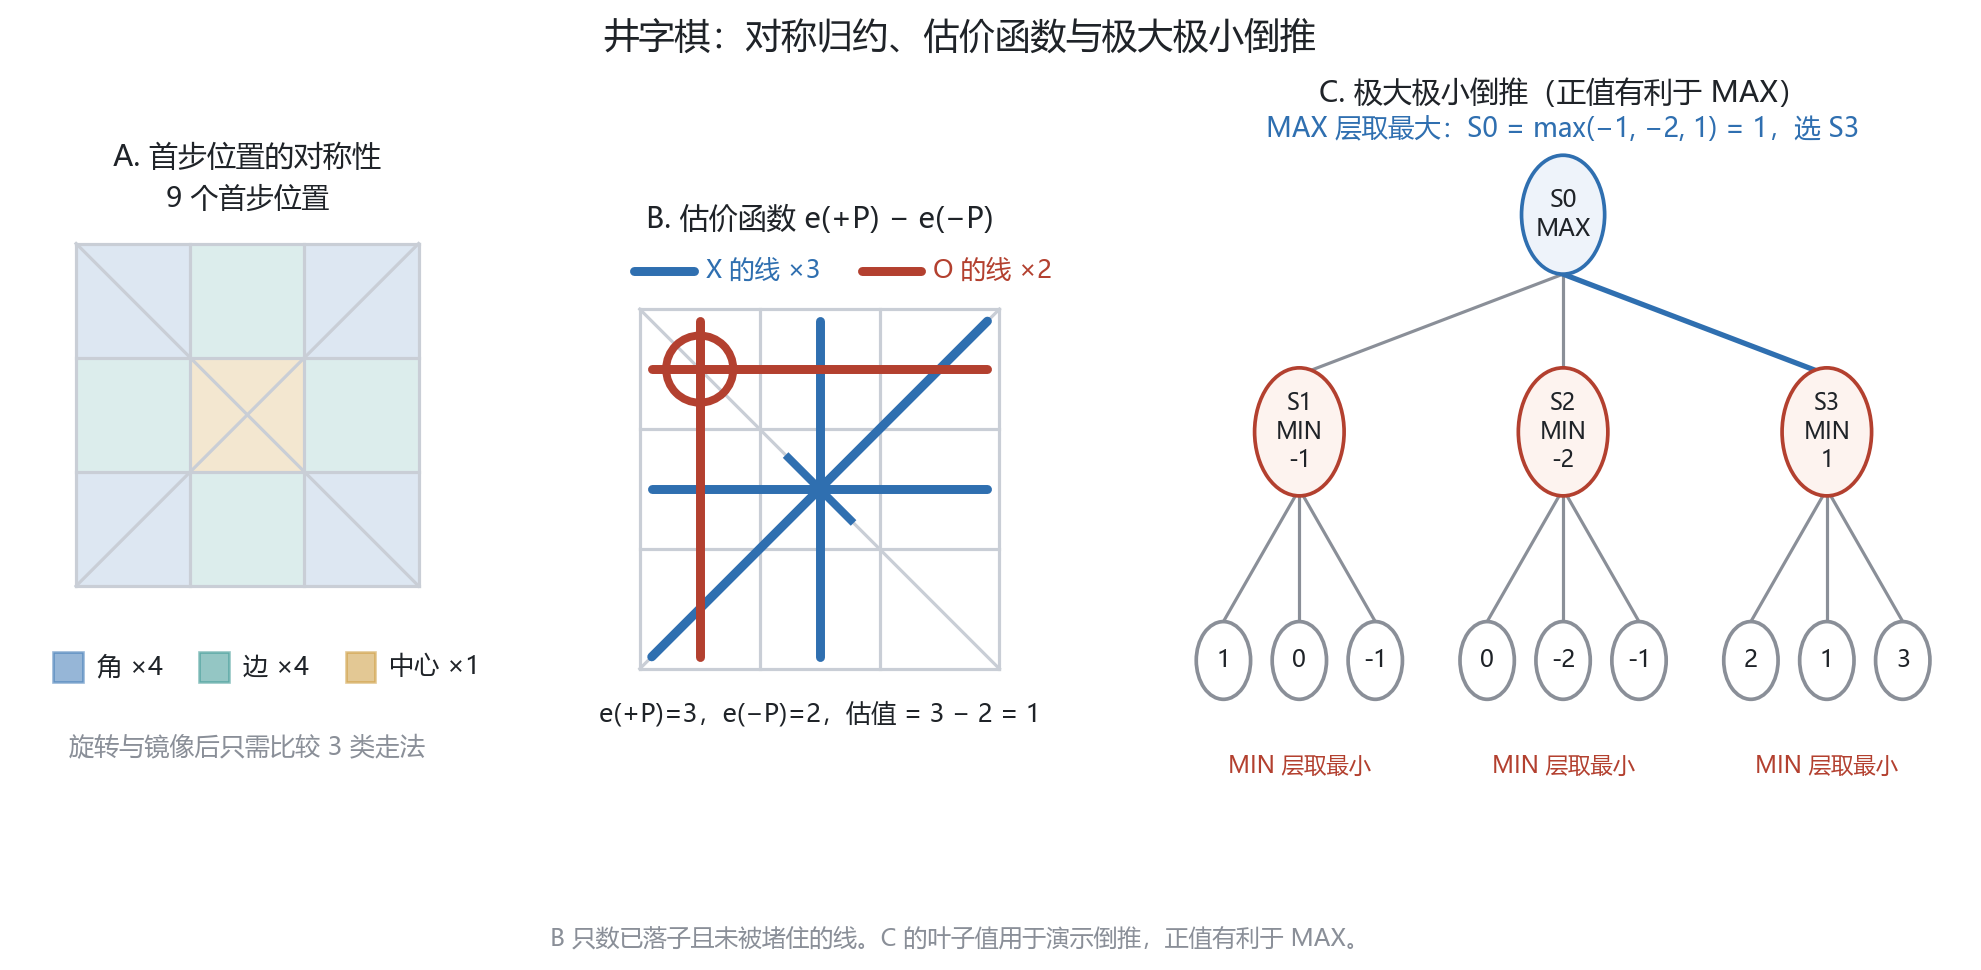 井字棋：对称归约、估价函数与极大极小倒推
A. 首步位置的对称性
9 个首步位置
角 ×4
边 ×4
中心 ×1
旋转与镜像后只需比较 3 类走法
B. 估价函数 e(+P) − e(−P)
X 的线 ×3
O 的线 ×2
e(+P)=3，e(−P)=2，估值 = 3 − 2 = 1
C. 极大极小倒推（正值有利于 MAX）
MAX 层取最大：S0 = max(−1, −2, 1) = 1，选 S3
S0
MAX
S1
MIN
-1
S2
MIN
-2
S3
MIN
1
1
0
-1
0
-2
-1
2
1
3
MIN 层取最小
MIN 层取最小
MIN 层取最小
B 只数已落子且未被堵住的线。C 的叶子值用于演示倒推，正值有利于 MAX。